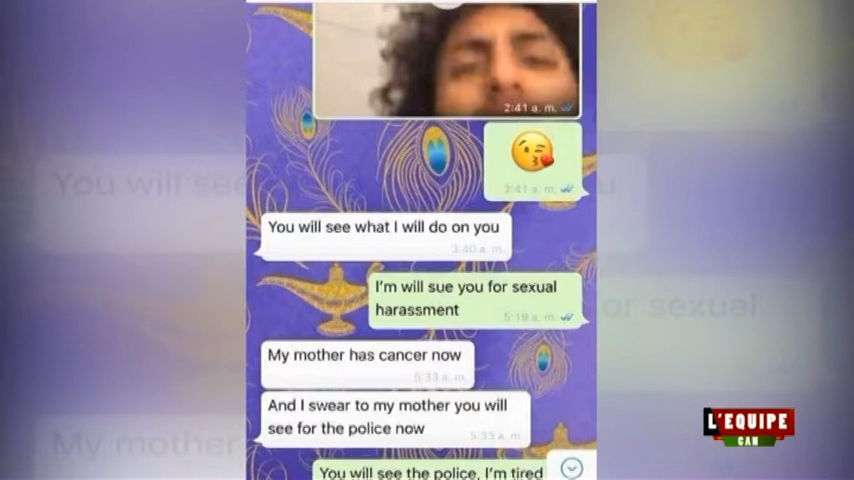 2:41 a. m.
2:41 a. m.
You will see what I will do on you
3:40 a. m.
I'm will sue you for sexual
harassment
5:19 a. m.
My mother has cancer now
5:33 a. m.
And I swear to my mother you will
see for the police now
5:33 a. m.
You will see the police, I'm tired
L'EQUIPE
CAN